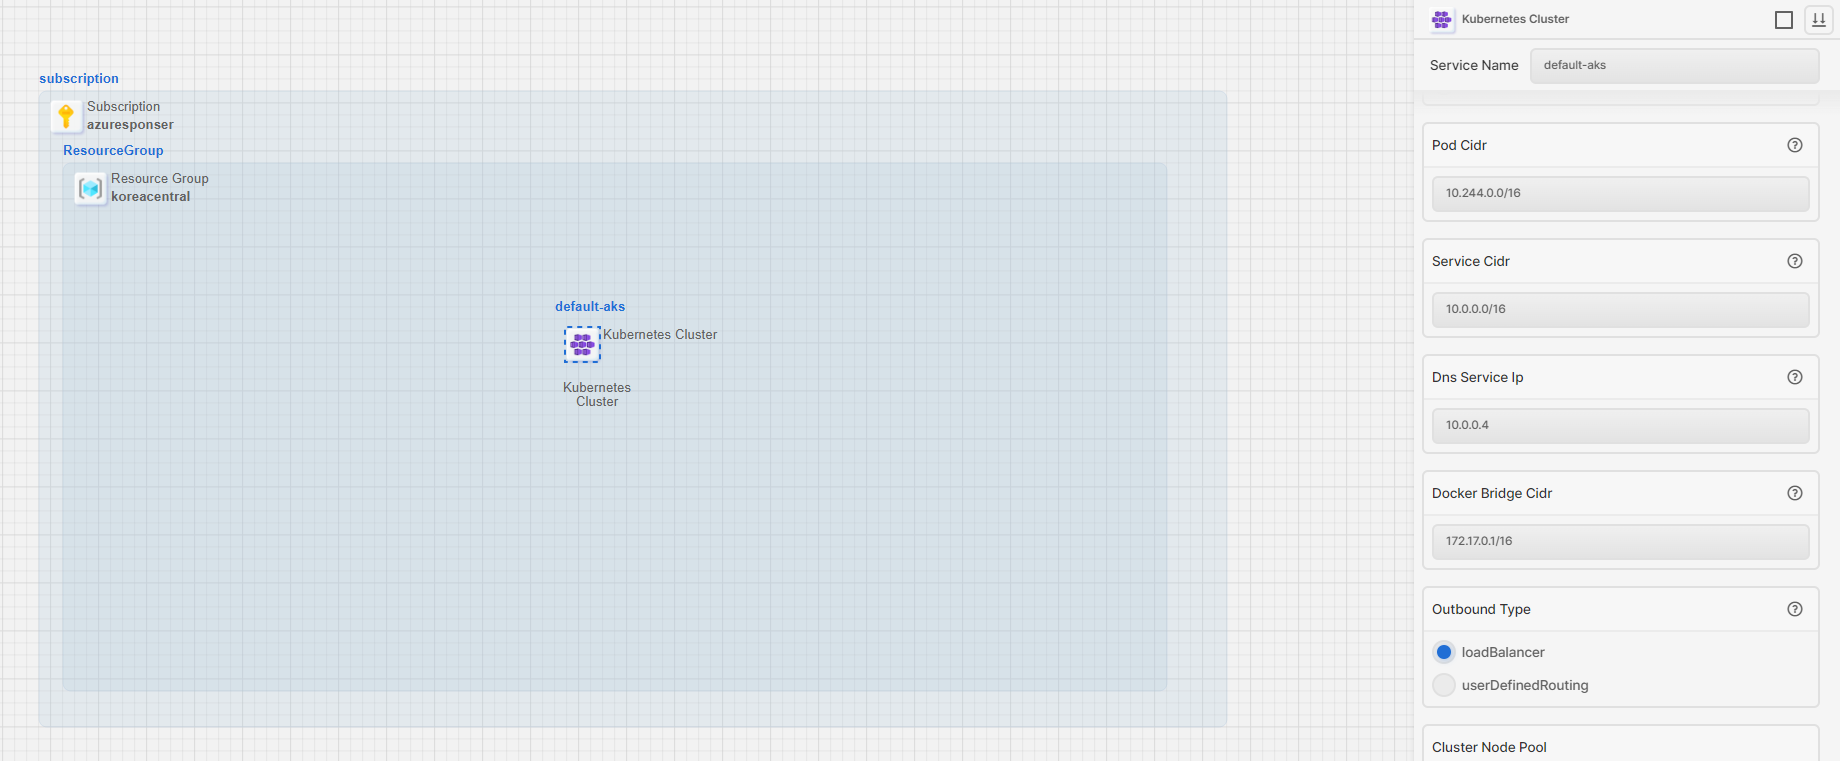 subscription
Subscription
azuresponser
ResourceGroup
Resource Group
koreacentral
default-aks
Kubernetes Cluster
Kubernetes
Cluster
Kubernetes Cluster
Service Name
default-aks
Pod Cidr
10.244.0.0/16
Service Cidr
10.0.0.0/16
Dns Service Ip
10.0.0.4
Docker Bridge Cidr
172.17.0.1/16
Outbound Type
loadBalancer
userDefinedRouting
Cluster Node Pool